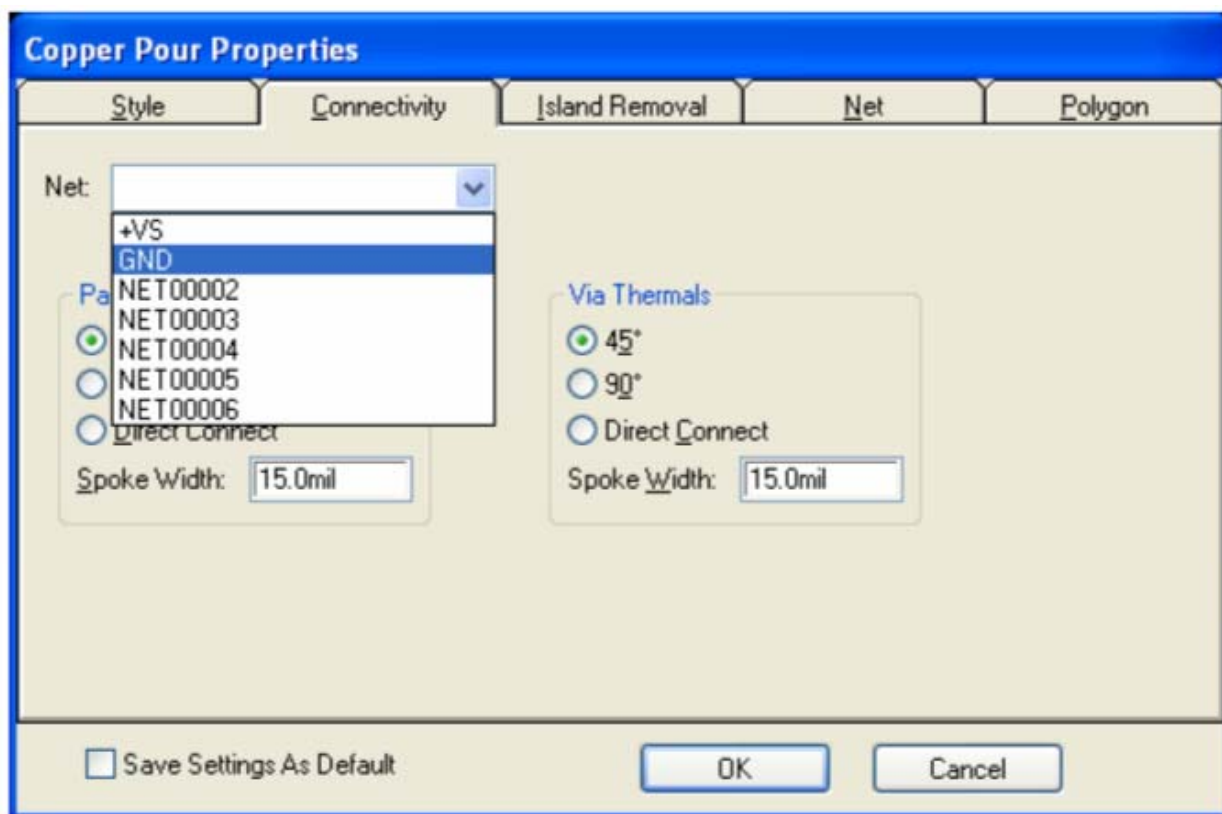 Copper Pour Properties
Style Connectivity Island Removal Net Polygon
Net:
+VS
GND
NET00002
NET00003
NET00004
NET00005
NET00006
Via Thermals
45°
90°
Direct Connect
Direct Connect
Spoke Width: 15.0mil
Spoke Width: 15.0mil
Save Settings As Default
OK
Cancel